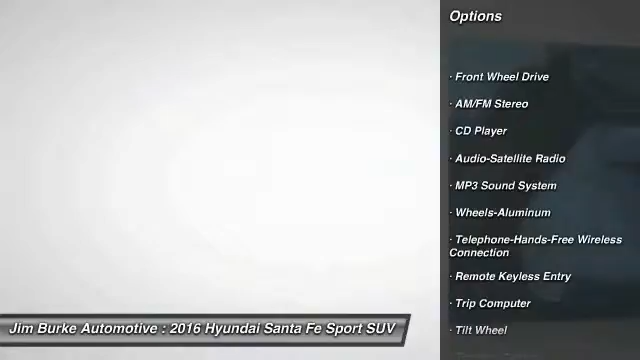 Options
· Front Wheel Drive
· AM/FM Stereo
· CD Player
· Audio-Satellite Radio
· MP3 Sound System
· Wheels-Aluminum
· Telephone-Hands-Free Wireless
Connection
· Remote Keyless Entry
· Trip Computer
· Tilt Wheel
Jim Burke Automotive : 2016 Hyundai Santa Fe Sport SUV